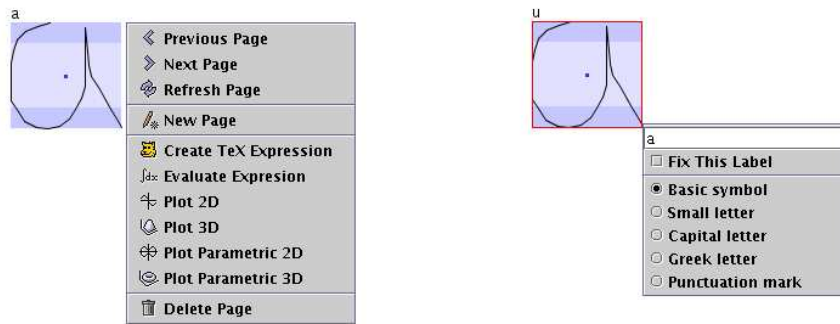 a
Previous Page
Next Page
Refresh Page
New Page
Create TeX Expression
∫dx Evaluate Expresion
Plot 2D
Plot 3D
Plot Parametric 2D
Plot Parametric 3D
Delete Page
u
a
Fix This Label
Basic symbol
Small letter
Capital letter
Greek letter
Punctuation mark